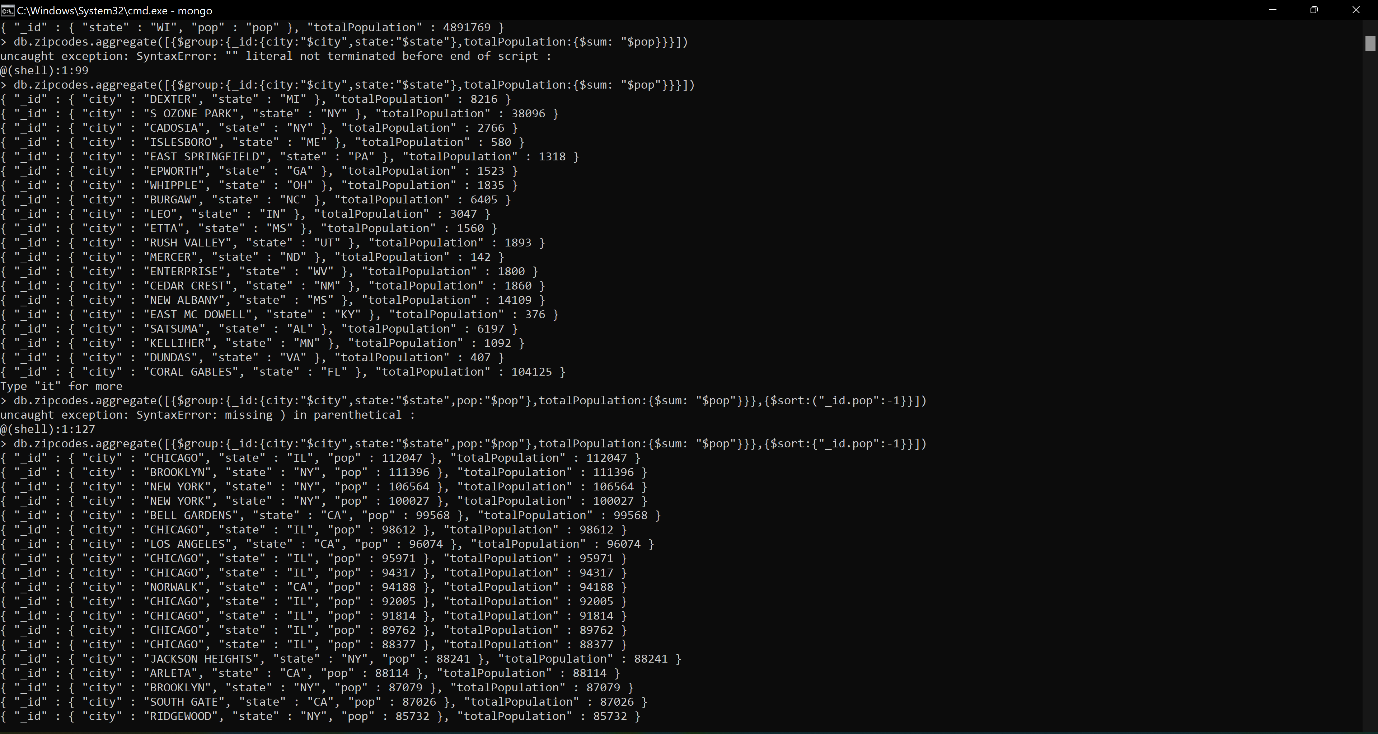 C:\Windows\System32\cmd.exe - mongo
{ "_id" : { "state" : "WI", "pop" : "pop" }, "totalPopulation" : 4891769 }
> db.zipcodes.aggregate([{$group:{_id:{city:"$city",state:"$state"},totalPopulation:{$sum: "$pop}}}])
uncaught exception: SyntaxError: "" literal not terminated before end of script :
@(shell):1:99
> db.zipcodes.aggregate([{$group:{_id:{city:"$city",state:"$state"},totalPopulation:{$sum: "$pop"}}}])
{ "_id" : { "city" : "DEXTER", "state" : "MI" }, "totalPopulation" : 8216 }
{ "_id" : { "city" : "S OZONE PARK", "state" : "NY" }, "totalPopulation" : 38096 }
{ "_id" : { "city" : "CADOSIA", "state" : "NY" }, "totalPopulation" : 2766 }
{ "_id" : { "city" : "ISLESBORO", "state" : "ME" }, "totalPopulation" : 580 }
{ "_id" : { "city" : "EAST SPRINGFIELD", "state" : "PA" }, "totalPopulation" : 1318 }
{ "_id" : { "city" : "EPWORTH", "state" : "GA" }, "totalPopulation" : 1523 }
{ "_id" : { "city" : "WHIPPLE", "state" : "OH" }, "totalPopulation" : 1835 }
{ "_id" : { "city" : "BURGAW", "state" : "NC" }, "totalPopulation" : 6405 }
{ "_id" : { "city" : "LEO", "state" : "IN" }, "totalPopulation" : 3047 }
{ "_id" : { "city" : "ETTA", "state" : "MS" }, "totalPopulation" : 1560 }
{ "_id" : { "city" : "RUSH VALLEY", "state" : "UT" }, "totalPopulation" : 1893 }
{ "_id" : { "city" : "MERCER", "state" : "ND" }, "totalPopulation" : 142 }
{ "_id" : { "city" : "ENTERPRISE", "state" : "WV" }, "totalPopulation" : 1800 }
{ "_id" : { "city" : "CEDAR CREST", "state" : "NM" }, "totalPopulation" : 1860 }
{ "_id" : { "city" : "NEW ALBANY", "state" : "MS" }, "totalPopulation" : 14109 }
{ "_id" : { "city" : "EAST MC DOWELL", "state" : "KY" }, "totalPopulation" : 376 }
{ "_id" : { "city" : "SATSUMA", "state" : "AL" }, "totalPopulation" : 6197 }
{ "_id" : { "city" : "KELLIHER", "state" : "MN" }, "totalPopulation" : 1092 }
{ "_id" : { "city" : "DUNDAS", "state" : "VA" }, "totalPopulation" : 407 }
{ "_id" : { "city" : "CORAL GABLES", "state" : "FL" }, "totalPopulation" : 104125 }
Type "it" for more
> db.zipcodes.aggregate([{$group:{_id:{city:"$city",state:"$state",pop:"$pop"},totalPopulation:{$sum: "$pop"}}},{$sort:("_id.pop":-1}}])
uncaught exception: SyntaxError: missing ) in parenthetical :
@(shell):1:127
> db.zipcodes.aggregate([{$group:{_id:{city:"$city",state:"$state",pop:"$pop"},totalPopulation:{$sum: "$pop"}}},{$sort:{"_id.pop":-1}}])
{ "_id" : { "city" : "CHICAGO", "state" : "IL", "pop" : 112047 }, "totalPopulation" : 112047 }
{ "_id" : { "city" : "BROOKLYN", "state" : "NY", "pop" : 111396 }, "totalPopulation" : 111396 }
{ "_id" : { "city" : "NEW YORK", "state" : "NY", "pop" : 106564 }, "totalPopulation" : 106564 }
{ "_id" : { "city" : "NEW YORK", "state" : "NY", "pop" : 100027 }, "totalPopulation" : 100027 }
{ "_id" : { "city" : "BELL GARDENS", "state" : "CA", "pop" : 99568 }, "totalPopulation" : 99568 }
{ "_id" : { "city" : "CHICAGO", "state" : "IL", "pop" : 98612 }, "totalPopulation" : 98612 }
{ "_id" : { "city" : "LOS ANGELES", "state" : "CA", "pop" : 96074 }, "totalPopulation" : 96074 }
{ "_id" : { "city" : "CHICAGO", "state" : "IL", "pop" : 95971 }, "totalPopulation" : 95971 }
{ "_id" : { "city" : "CHICAGO", "state" : "IL", "pop" : 94317 }, "totalPopulation" : 94317 }
{ "_id" : { "city" : "NORWALK", "state" : "CA", "pop" : 94188 }, "totalPopulation" : 94188 }
{ "_id" : { "city" : "CHICAGO", "state" : "IL", "pop" : 92005 }, "totalPopulation" : 92005 }
{ "_id" : { "city" : "CHICAGO", "state" : "IL", "pop" : 91814 }, "totalPopulation" : 91814 }
{ "_id" : { "city" : "CHICAGO", "state" : "IL", "pop" : 89762 }, "totalPopulation" : 89762 }
{ "_id" : { "city" : "CHICAGO", "state" : "IL", "pop" : 88377 }, "totalPopulation" : 88377 }
{ "_id" : { "city" : "JACKSON HEIGHTS", "state" : "NY", "pop" : 88241 }, "totalPopulation" : 88241 }
{ "_id" : { "city" : "ARLETA", "state" : "CA", "pop" : 88114 }, "totalPopulation" : 88114 }
{ "_id" : { "city" : "BROOKLYN", "state" : "NY", "pop" : 87079 }, "totalPopulation" : 87079 }
{ "_id" : { "city" : "SOUTH GATE", "state" : "CA", "pop" : 87026 }, "totalPopulation" : 87026 }
{ "_id" : { "city" : "RIDGEWOOD", "state" : "NY", "pop" : 85732 }, "totalPopulation" : 85732 }